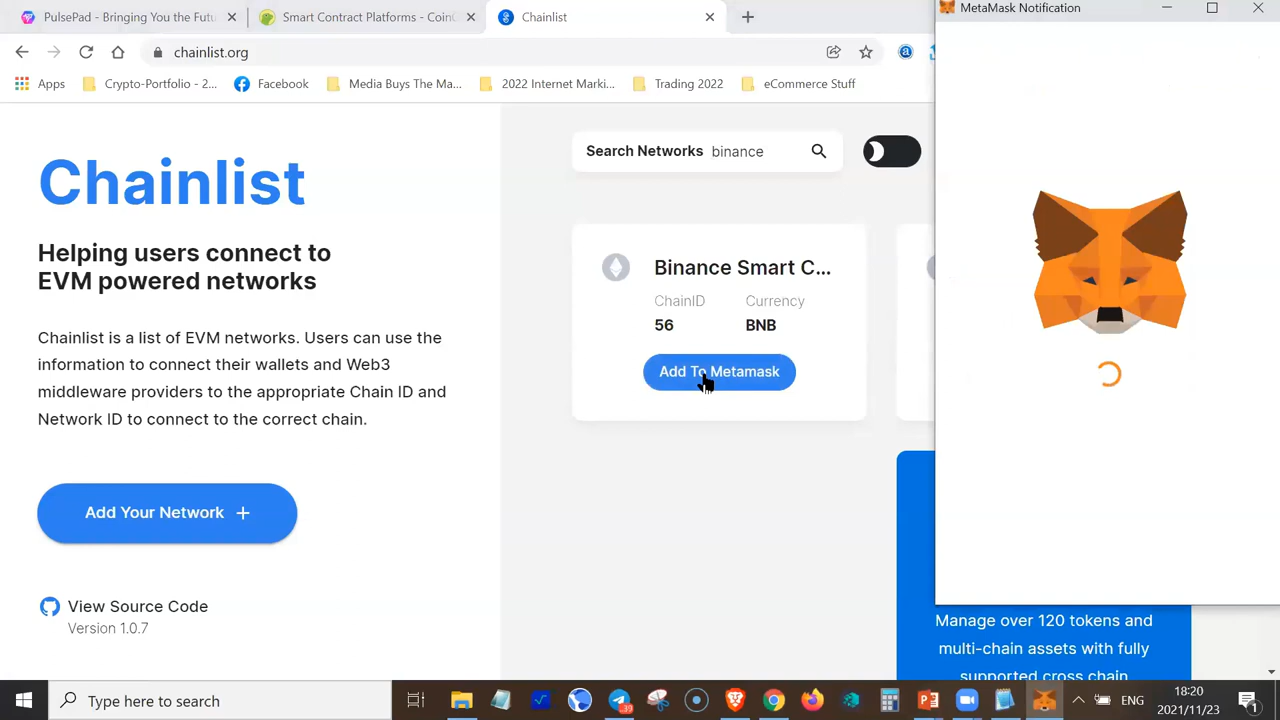 PulsePad - Bringing You the Futu
Smart Contract Platforms - Coin
Chainlist
MetaMask Notification
chainlist.org
Apps
Crypto-Portfolio - 2...
Facebook
Media Buys The Ma...
2022 Internet Marki...
Trading 2022
eCommerce Stuff
Chainlist
Helping users connect to
EVM powered networks
Chainlist is a list of EVM networks. Users can use the
information to connect their wallets and Web3
middleware providers to the appropriate Chain ID and
Network ID to connect to the correct chain.
Add Your Network +
View Source Code
Version 1.0.7
Search Networks binance
Binance Smart C...
ChainID Currency
56 BNB
Add To Metamask
Manage over 120 tokens and
multi-chain assets with fully
supported cross chain
Type here to search
39
ENG
18:20
2021/11/23
1